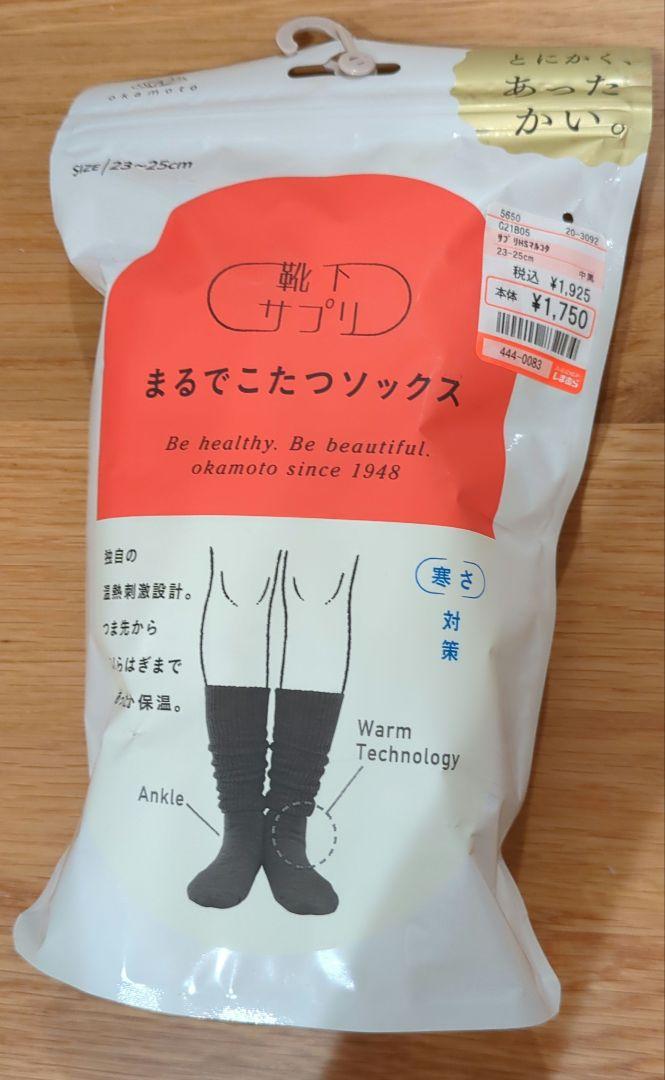 okamoto
とにかく、
あった
かい。
SIZE/23~25cm
5650
G21B05 20-3092
サプリHSマルコタ
23-25cm 中黒
税込 ¥1,925
本体 ¥1,750
444-0083
しまむら
靴下
サプリ
まるでこたつソックス
Be healthy. Be beautiful.
okamoto since 1948
独自の
温熱刺激設計。
つま先から
らはぎまで
保温。
寒さ
対
策
Warm
Technology
Ankle